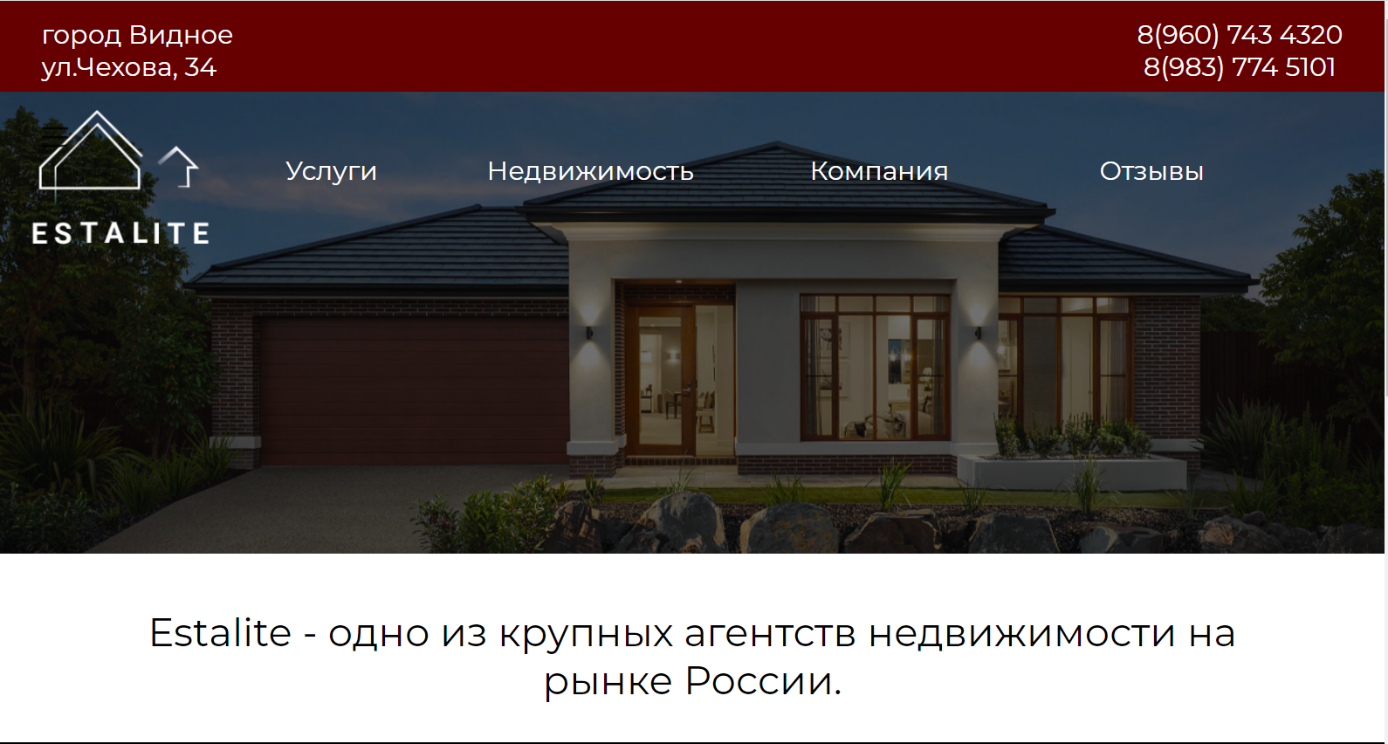 город Видное
ул.Чехова, 34
8(960) 743 4320
8(983) 774 5101
ESTALITE
Услуги
Недвижимость
Компания
Отзывы
Estalite - одно из крупных агентств недвижимости на
рынке России.